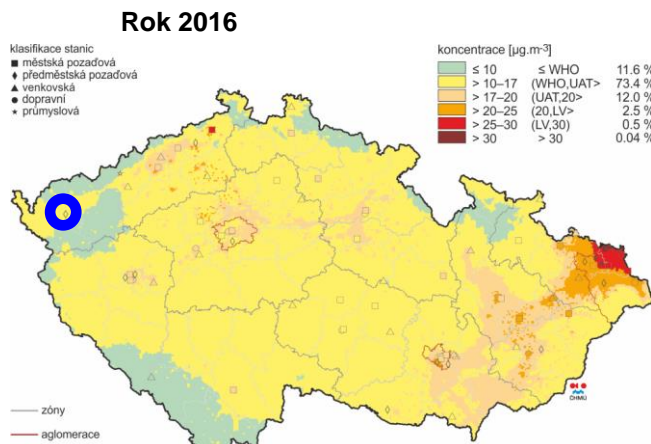 Rok 2016
klasifikace stanic
městská pozaďová
předměstská pozaďová
venkovská
dopravní
průmyslová
koncentrace [µg.m-3]
≤ 10 ≤ WHO 11.6 %
> 10–17 (WHO,UAT> 73.4 %
> 17–20 (UAT,20> 12.0 %
> 20–25 (20,LV> 2.5 %
> 25–30 (LV,30) 0.5 %
> 30 > 30 0.04 %
zóny
aglomerace
ČHMÚ